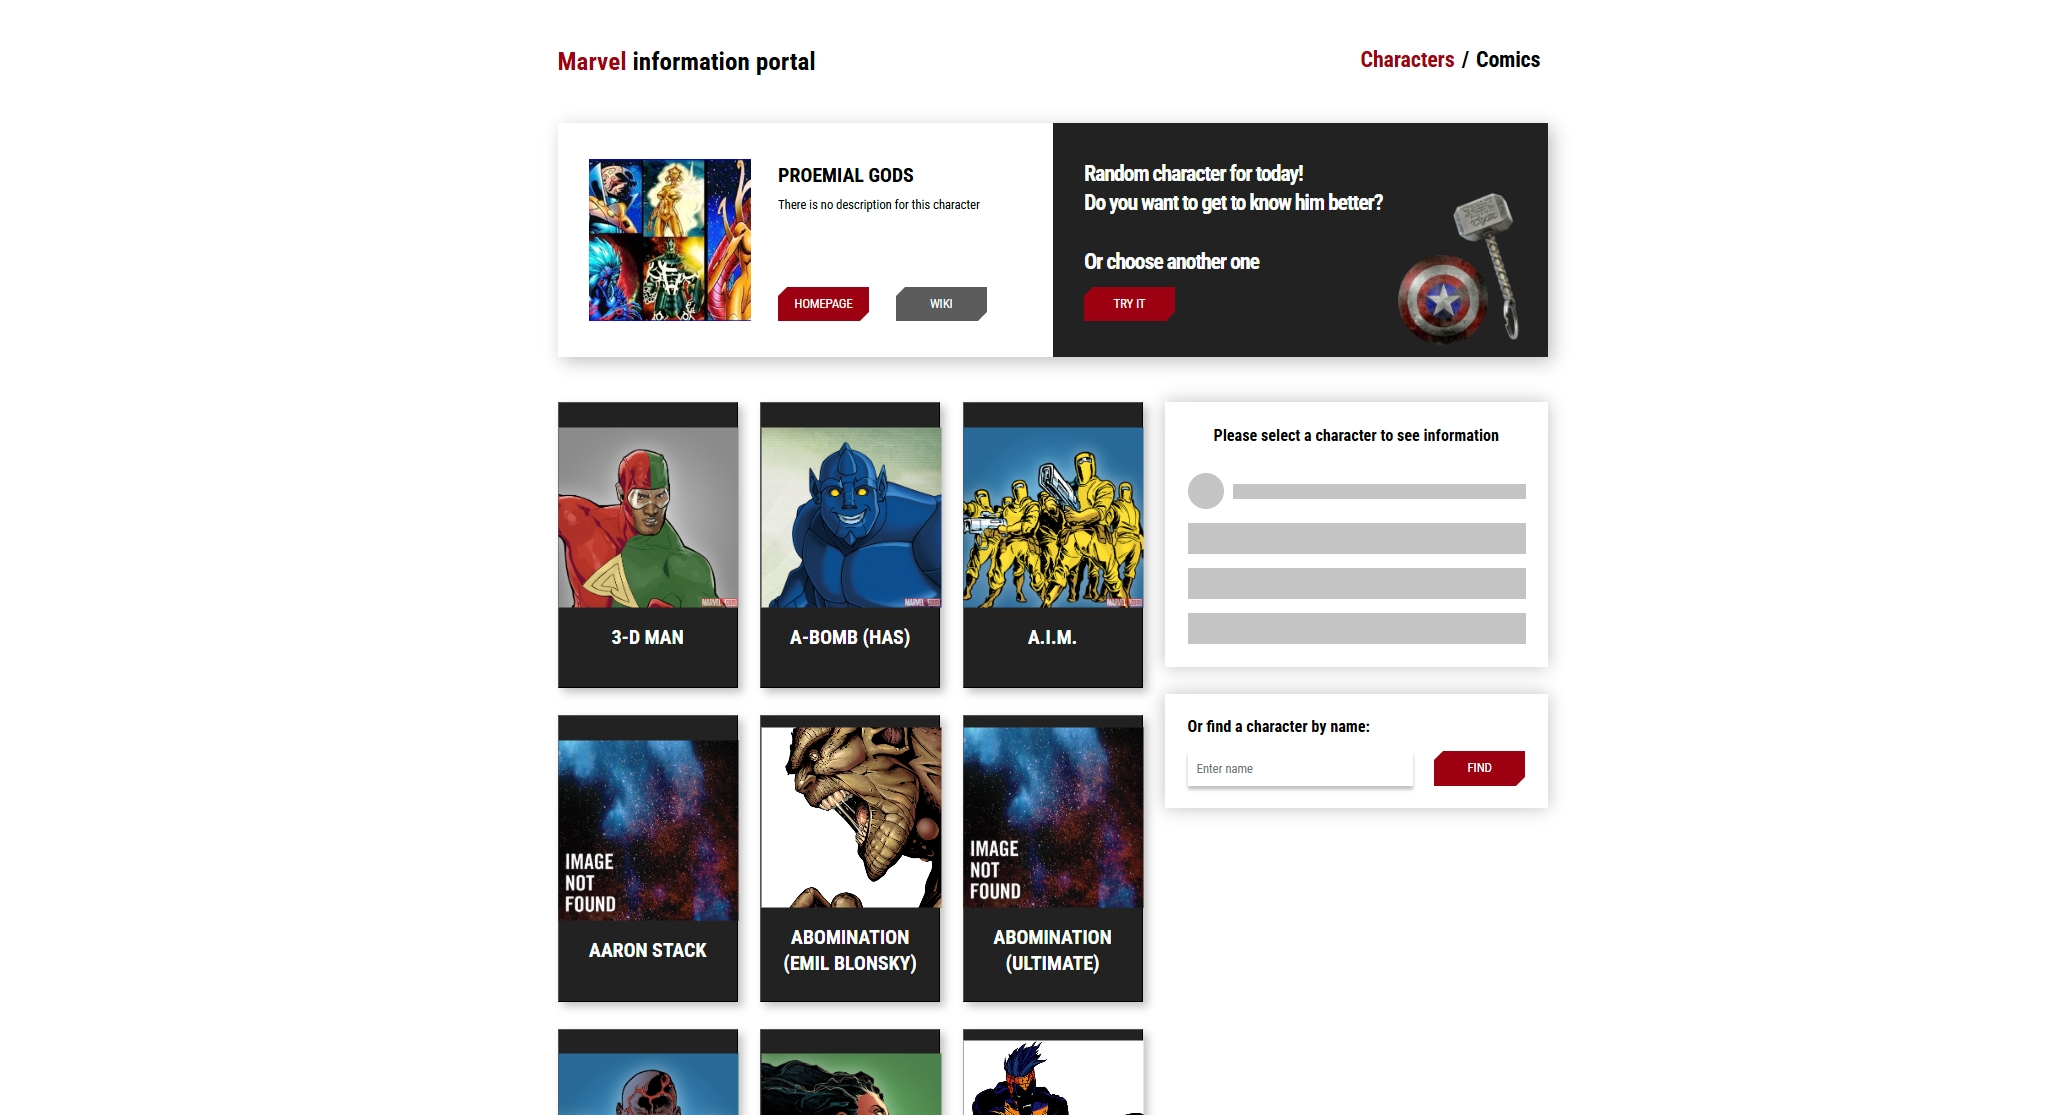 Marvel information portal
Characters / Comics
PROEMIAL GODS
There is no description for this character
HOMEPAGE
WIKI
Random character for today!
Do you want to get to know him better?
Or choose another one
TRY IT
3-D MAN
A-BOMB (HAS)
A.I.M.
Please select a character to see information
IMAGE
NOT
FOUND
AARON STACK
ABOMINATION
(EMIL BLONSKY)
IMAGE
NOT
FOUND
ABOMINATION
(ULTIMATE)
Or find a character by name:
Enter name
FIND